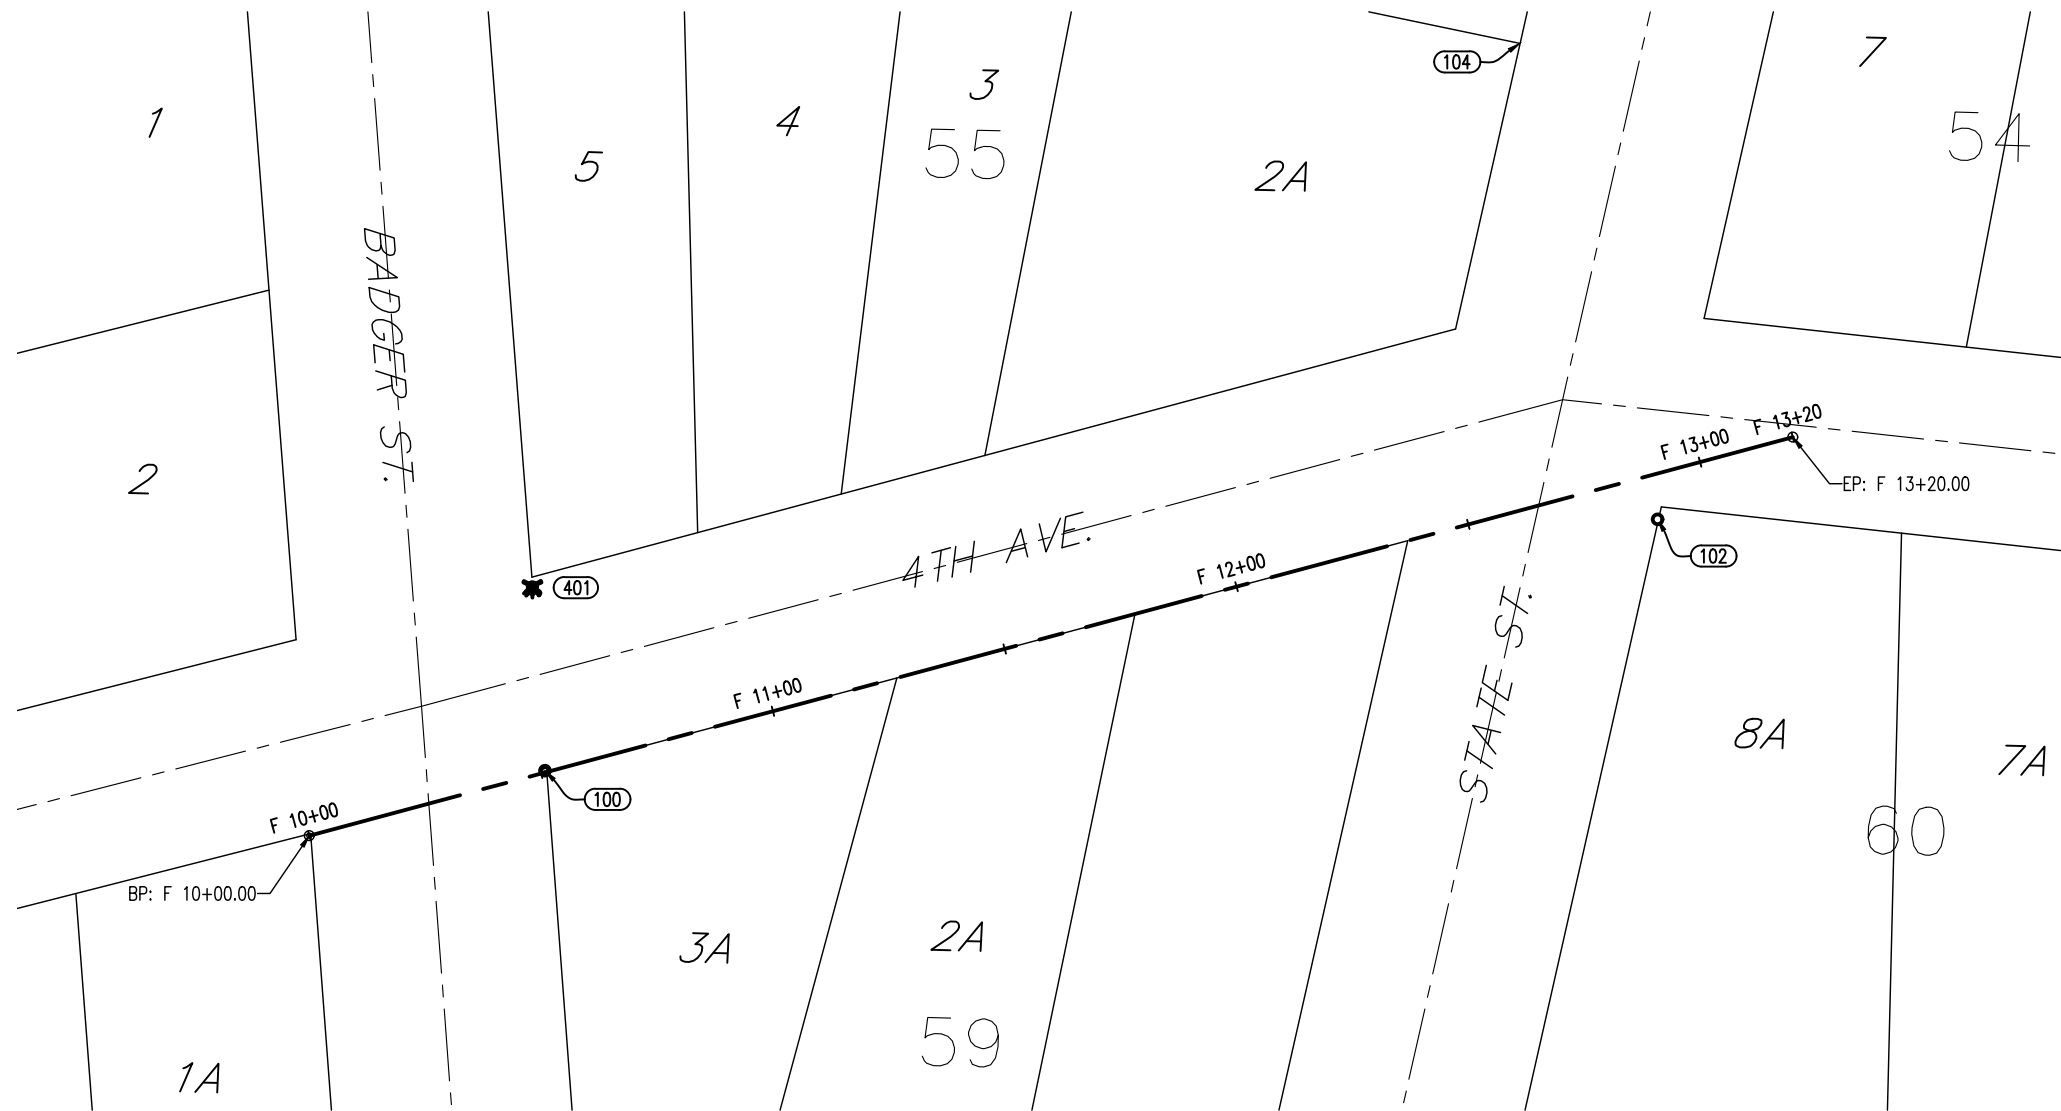 1
5
4
3
55
2A
104
7
54
BADGER ST.
2
401
4TH AVE.
F 13+00
F 13+20
EP: F 13+20.00
102
F 12+00
STATE ST.
F 11+00
100
F 10+00
BP: F 10+00.00
3A
2A
59
8A
7A
60
1A